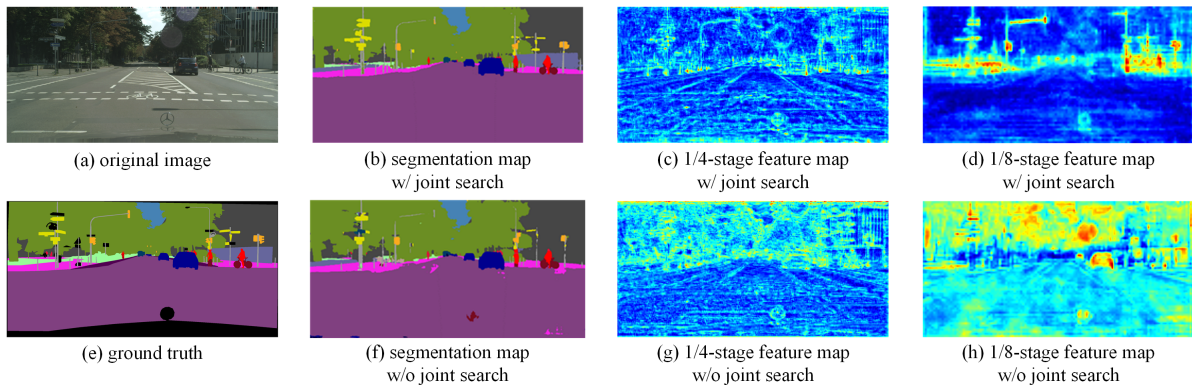 (a) original image
(b) segmentation map
w/ joint search
(c) 1/4-stage feature map
w/ joint search
(d) 1/8-stage feature map
w/ joint search
(e) ground truth
(f) segmentation map
w/o joint search
(g) 1/4-stage feature map
w/o joint search
(h) 1/8-stage feature map
w/o joint search